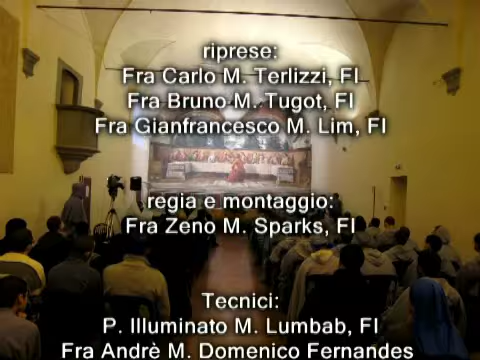 riprese:
Fra Carlo M. Terlizzi, FI
Fra Bruno M. Tugot, FI
Fra Gianfrancesco M. Lim, FI
regia e montaggio:
Fra Zeno M. Sparks, FI
Tecnici:
P. Illuminato M. Lumbab, FI
Fra Andrè M. Domenico Fernandes